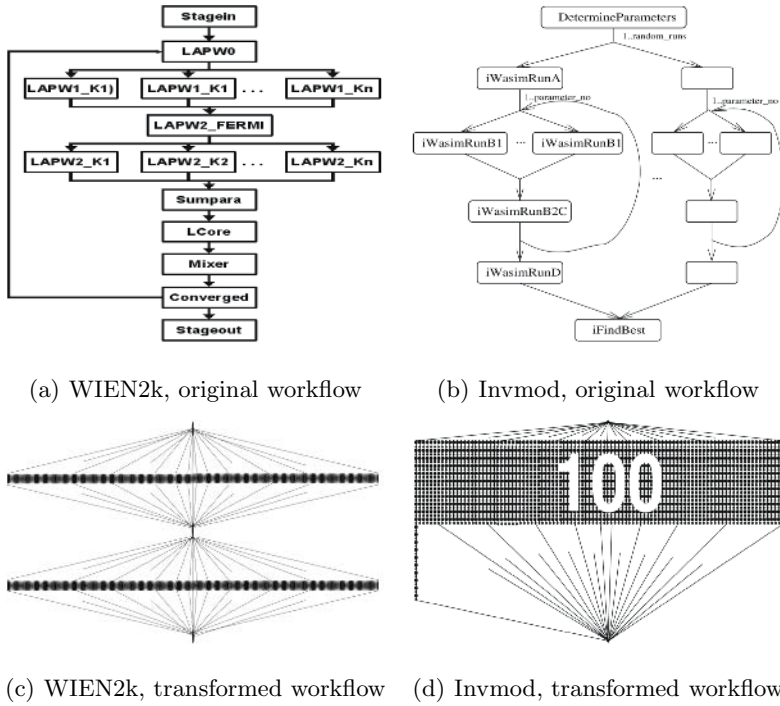 StageIn
LAPW0
LAPW1_K1) LAPW1_K1 ... LAPW1_Kn
LAPW2_FERMI
LAPW2_K1 LAPW2_K2 ... LAPW2_Kn
Sumpara
LCore
Mixer
Converged
Stageout
(a) WIEN2k, original workflow
DetermineParameters
1..random_runs
iWasimRunA
1..parameter_no 1..parameter_no
iWasimRunB1 ... iWasimRunB1 ...
...
iWasimRunB2C
iWasimRunD
iFindBest
(b) Invmod, original workflow
(c) WIEN2k, transformed workflow
100
(d) Invmod, transformed workflow